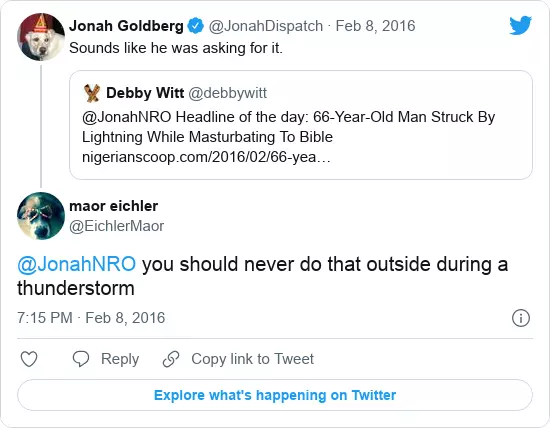 Jonah Goldberg @JonahDispatch · Feb 8, 2016
Sounds like he was asking for it.
Debby Witt @debbywitt
@JonahNRO Headline of the day: 66-Year-Old Man Struck By
Lightning While Masturbating To Bible
nigerianscoop.com/2016/02/66-yea…
maor eichler
@EichlerMaor
@JonahNRO you should never do that outside during a
thunderstorm
7:15 PM · Feb 8, 2016
Reply Copy link to Tweet
Explore what's happening on Twitter